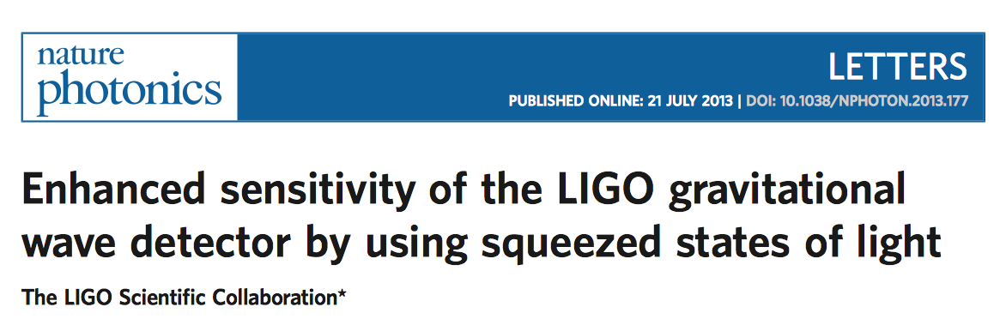 nature
photonics
LETTERS
PUBLISHED ONLINE: 21 JULY 2013 | DOI: 10.1038/NPHOTON.2013.177
Enhanced sensitivity of the LIGO gravitational
wave detector by using squeezed states of light
The LIGO Scientific Collaboration*